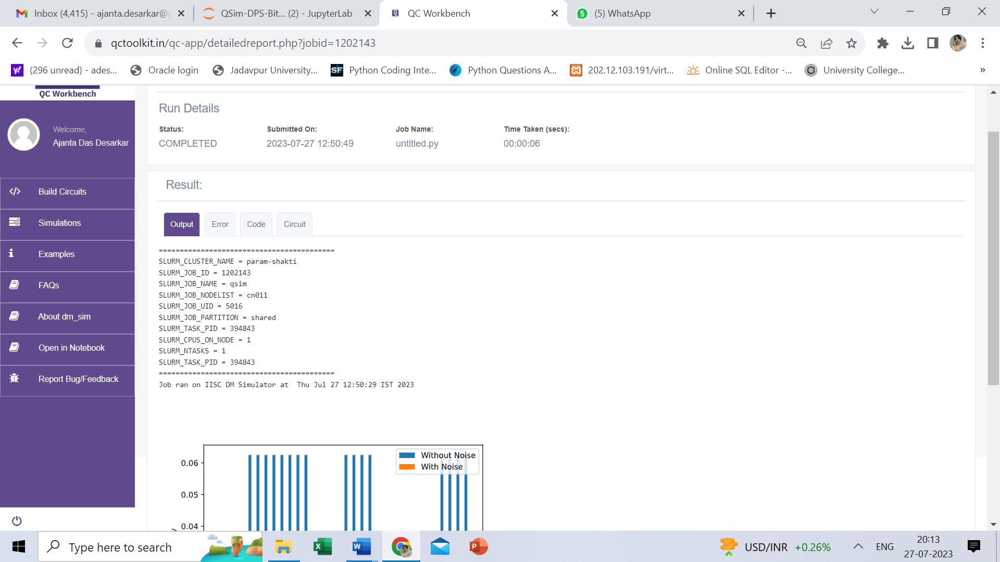 Inbox (4,415) - ajanta.desarkar@g
QSim-DPS-Bit... (2) - JupyterLab
QC Workbench
5
(5) WhatsApp
qctoolkit.in/qc-app/detailedreport.php?jobid=1202143
y!
(296 unread) - ades...
Oracle login
Jadavpur University...
SF
Python Coding Inte...
Python Questions A...
202.12.103.191/virt...
Online SQL Editor -...
University College...
»
QC Workbench
Welcome,
Ajanta Das Desarkar
Build Circuits
Simulations
Examples
FAQs
About dm_sim
Open in Notebook
Report Bug/Feedback
Run Details
Status:
Submitted On:
Job Name:
Time Taken (secs):
COMPLETED
2023-07-27 12:50:49
untitled.py
00:00:06
Result:
Output
Error
Code
Circuit
==========================================
SLURM_CLUSTER_NAME = param-shakti
SLURM_JOB_ID = 1202143
SLURM_JOB_NAME = qsim
SLURM_JOB_NODELIST = cn011
SLURM_JOB_UID = 5016
SLURM_JOB_PARTITION = shared
SLURM_TASK_PID = 394843
SLURM_CPUS_ON_NODE = 1
SLURM_NTASKS = 1
SLURM_TASK_PID = 394843
==========================================
Job ran on IISC DM Simulator at  Thu Jul 27 12:50:29 IST 2023
Without Noise
With Noise
0.06
0.05
0.04
Type here to search
USD/INR +0.26%
ENG
20:13
27-07-2023